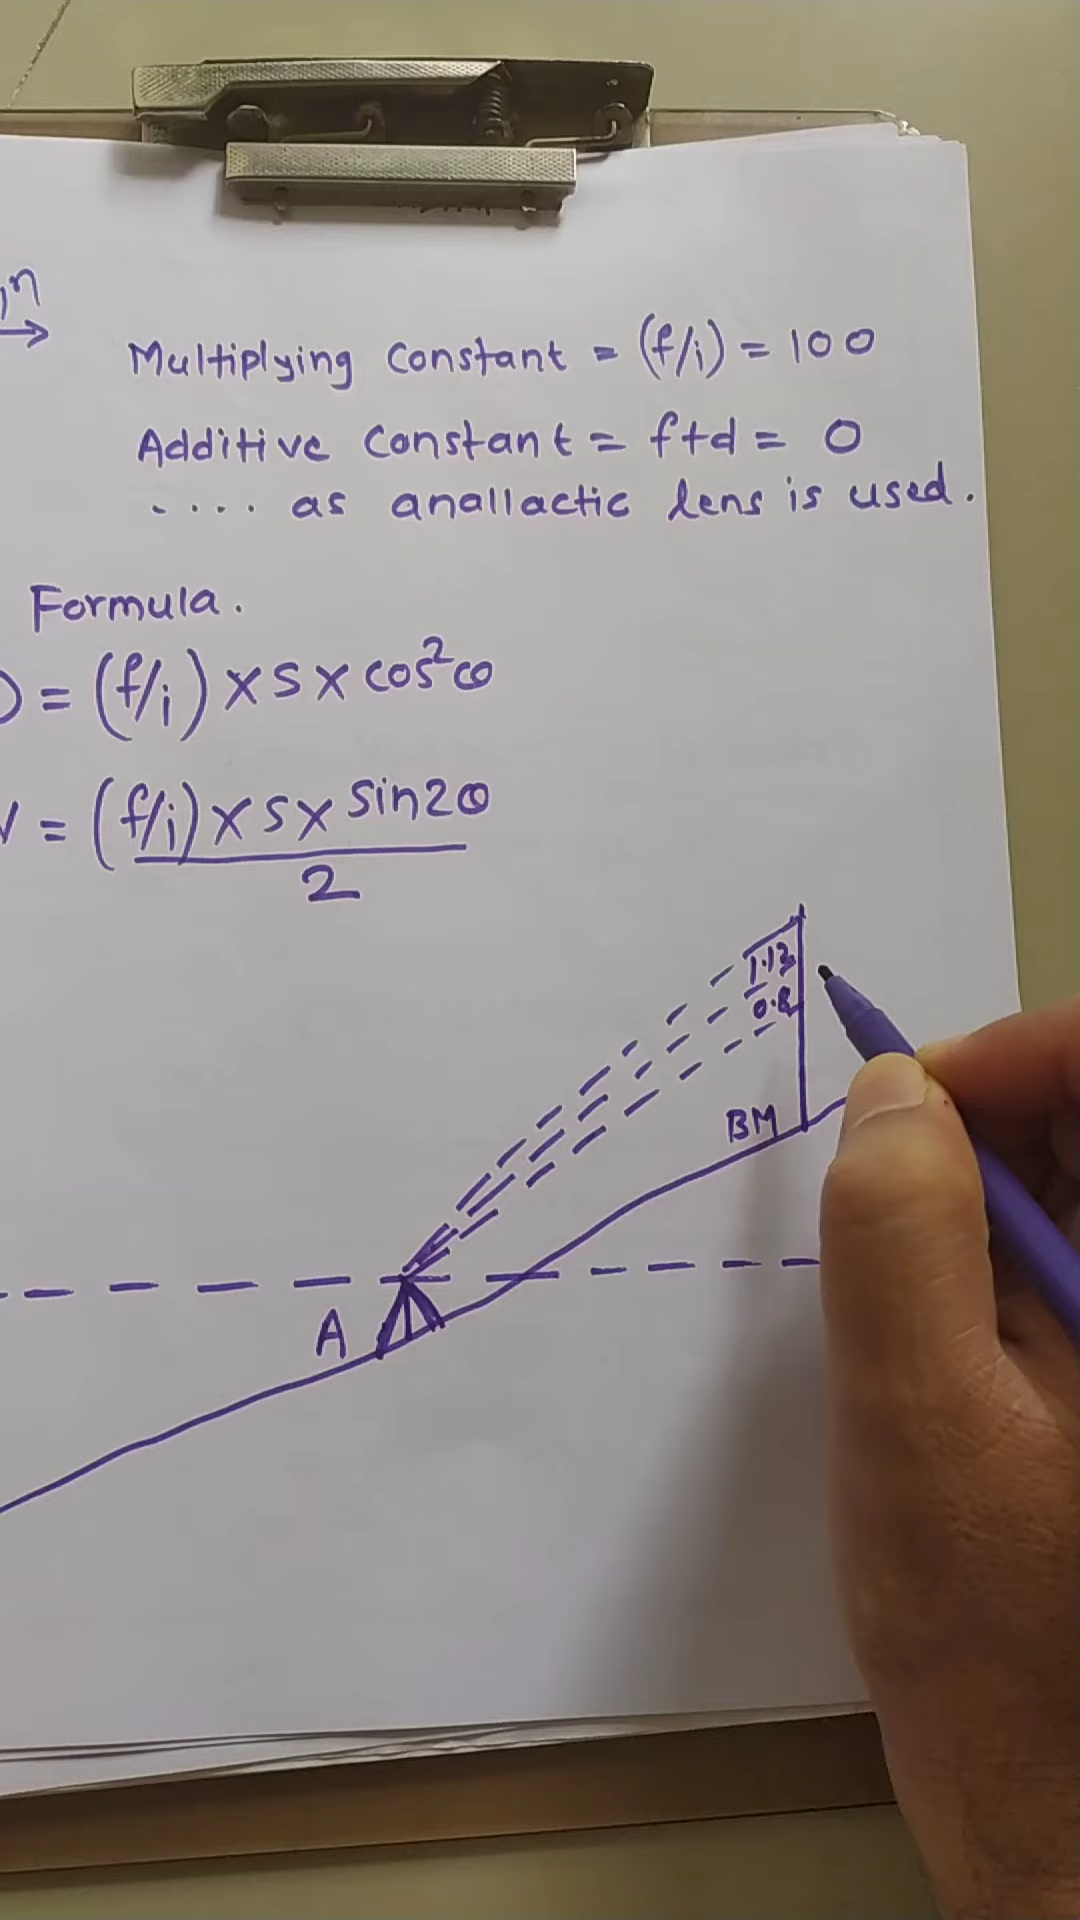 Multiplying Constant = (f/i) = 100
Additive Constant = f+d = 0
.... as anallactic lens is used.
Formula.
D = (f/i) × S × cos²θ
V = (f/i) × S × sin2θ
2
1.13
0.8
BM
A